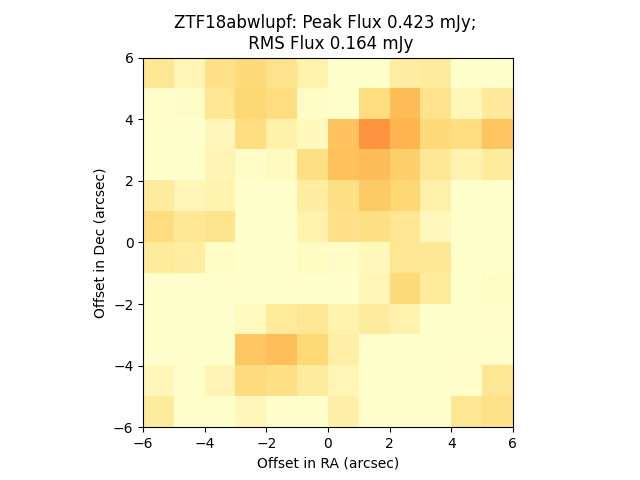 ZTF18abwlupf: Peak Flux 0.423 mJy;
RMS Flux 0.164 mJy
6
4
2
0
−2
−4
−6
Offset in Dec (arcsec)
−6 −4 −2 0 2 4 6
Offset in RA (arcsec)